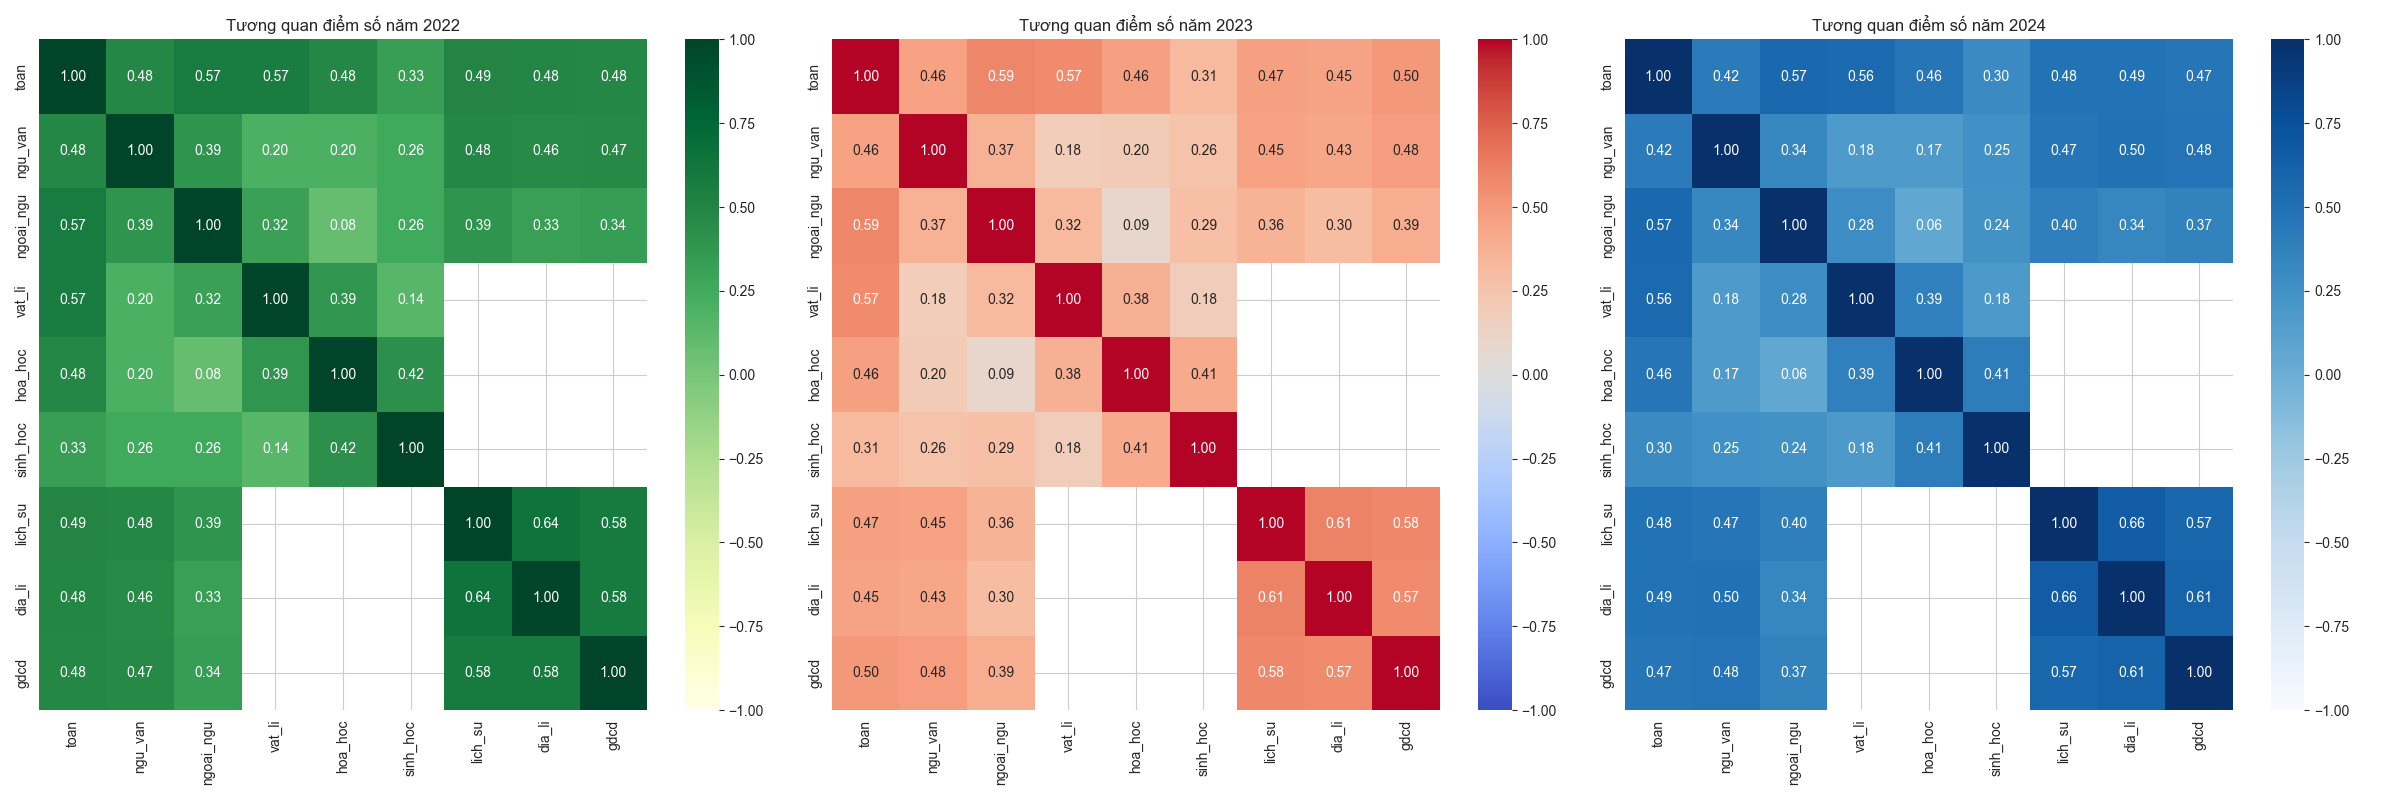 Tương quan điểm số năm 2022
toan 1.00 0.48 0.57 0.57 0.48 0.33 0.49 0.48 0.48
ngu_van 0.48 1.00 0.39 0.20 0.20 0.26 0.48 0.46 0.47
ngoai_ngu 0.57 0.39 1.00 0.32 0.08 0.26 0.39 0.33 0.34
vat_li 0.57 0.20 0.32 1.00 0.39 0.14
hoa_hoc 0.48 0.20 0.08 0.39 1.00 0.42
sinh_hoc 0.33 0.26 0.26 0.14 0.42 1.00
lich_su 0.49 0.48 0.39 1.00 0.64 0.58
dia_li 0.48 0.46 0.33 0.64 1.00 0.58
gdcd 0.48 0.47 0.34 0.58 0.58 1.00
toan ngu_van ngoai_ngu vat_li hoa_hoc sinh_hoc lich_su dia_li gdcd
1.00
0.75
0.50
0.25
0.00
−0.25
−0.50
−0.75
−1.00
Tương quan điểm số năm 2023
toan 1.00 0.46 0.59 0.57 0.46 0.31 0.47 0.45 0.50
ngu_van 0.46 1.00 0.37 0.18 0.20 0.26 0.45 0.43 0.48
ngoai_ngu 0.59 0.37 1.00 0.32 0.09 0.29 0.36 0.30 0.39
vat_li 0.57 0.18 0.32 1.00 0.38 0.18
hoa_hoc 0.46 0.20 0.09 0.38 1.00 0.41
sinh_hoc 0.31 0.26 0.29 0.18 0.41 1.00
lich_su 0.47 0.45 0.36 1.00 0.61 0.58
dia_li 0.45 0.43 0.30 0.61 1.00 0.57
gdcd 0.50 0.48 0.39 0.58 0.57 1.00
toan ngu_van ngoai_ngu vat_li hoa_hoc sinh_hoc lich_su dia_li gdcd
1.00
0.75
0.50
0.25
0.00
−0.25
−0.50
−0.75
−1.00
Tương quan điểm số năm 2024
toan 1.00 0.42 0.57 0.56 0.46 0.30 0.48 0.49 0.47
ngu_van 0.42 1.00 0.34 0.18 0.17 0.25 0.47 0.50 0.48
ngoai_ngu 0.57 0.34 1.00 0.28 0.06 0.24 0.40 0.34 0.37
vat_li 0.56 0.18 0.28 1.00 0.39 0.18
hoa_hoc 0.46 0.17 0.06 0.39 1.00 0.41
sinh_hoc 0.30 0.25 0.24 0.18 0.41 1.00
lich_su 0.48 0.47 0.40 1.00 0.66 0.57
dia_li 0.49 0.50 0.34 0.66 1.00 0.61
gdcd 0.47 0.48 0.37 0.57 0.61 1.00
toan ngu_van ngoai_ngu vat_li hoa_hoc sinh_hoc lich_su dia_li gdcd
1.00
0.75
0.50
0.25
0.00
−0.25
−0.50
−0.75
−1.00